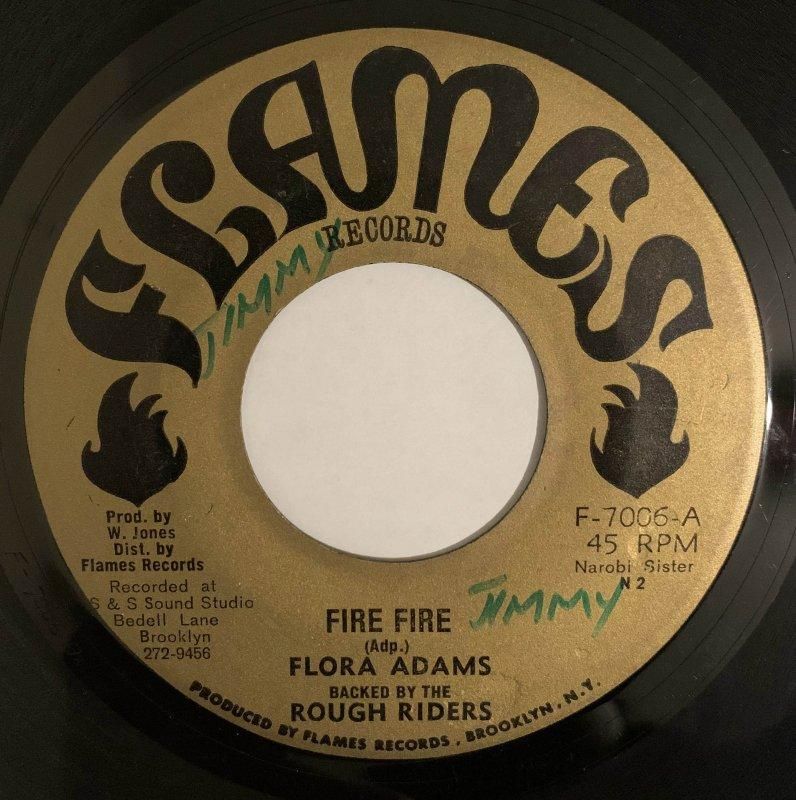 FLAMES
RECORDS
JIMMY
Prod. by
W. Jones
Dist. by
Flames Records
Recorded at
S & S Sound Studio
Bedell Lane
Brooklyn
272-9456
F-7006-A
45 RPM
Narobi Sister
N 2
JIMMY
FIRE FIRE
(Adp.)
FLORA ADAMS
BACKED BY THE
ROUGH RIDERS
PRODUCED BY FLAMES RECORDS, BROOKLYN, N.Y.